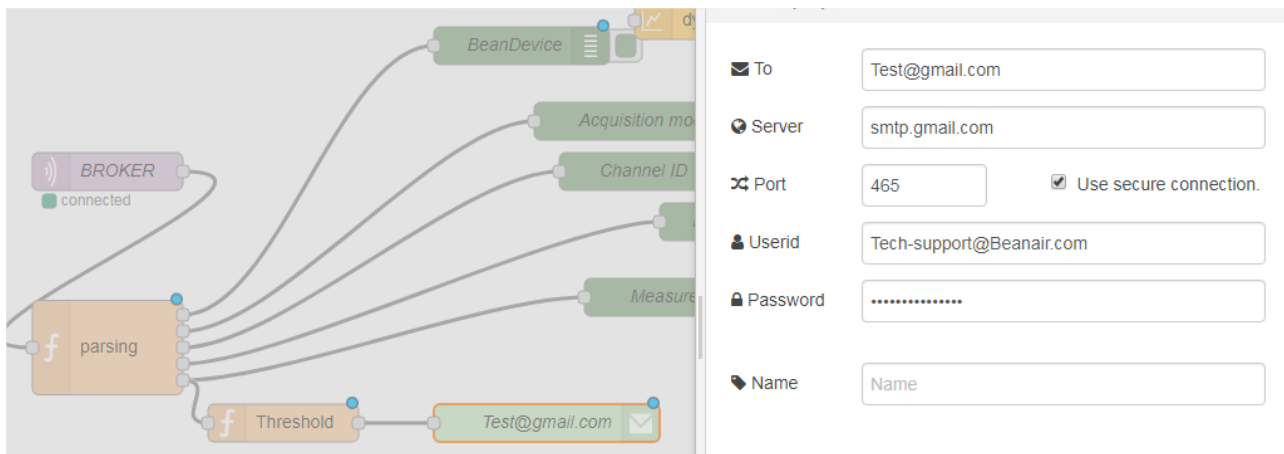 BeanDevice
Acquisition mo
BROKER
connected
Channel ID
Measure
parsing
Threshold
Test@gmail.com
To
Test@gmail.com
Server
smtp.gmail.com
Port
465
Use secure connection.
Userid
Tech-support@Beanair.com
Password
•••••••••••••••
Name
Name